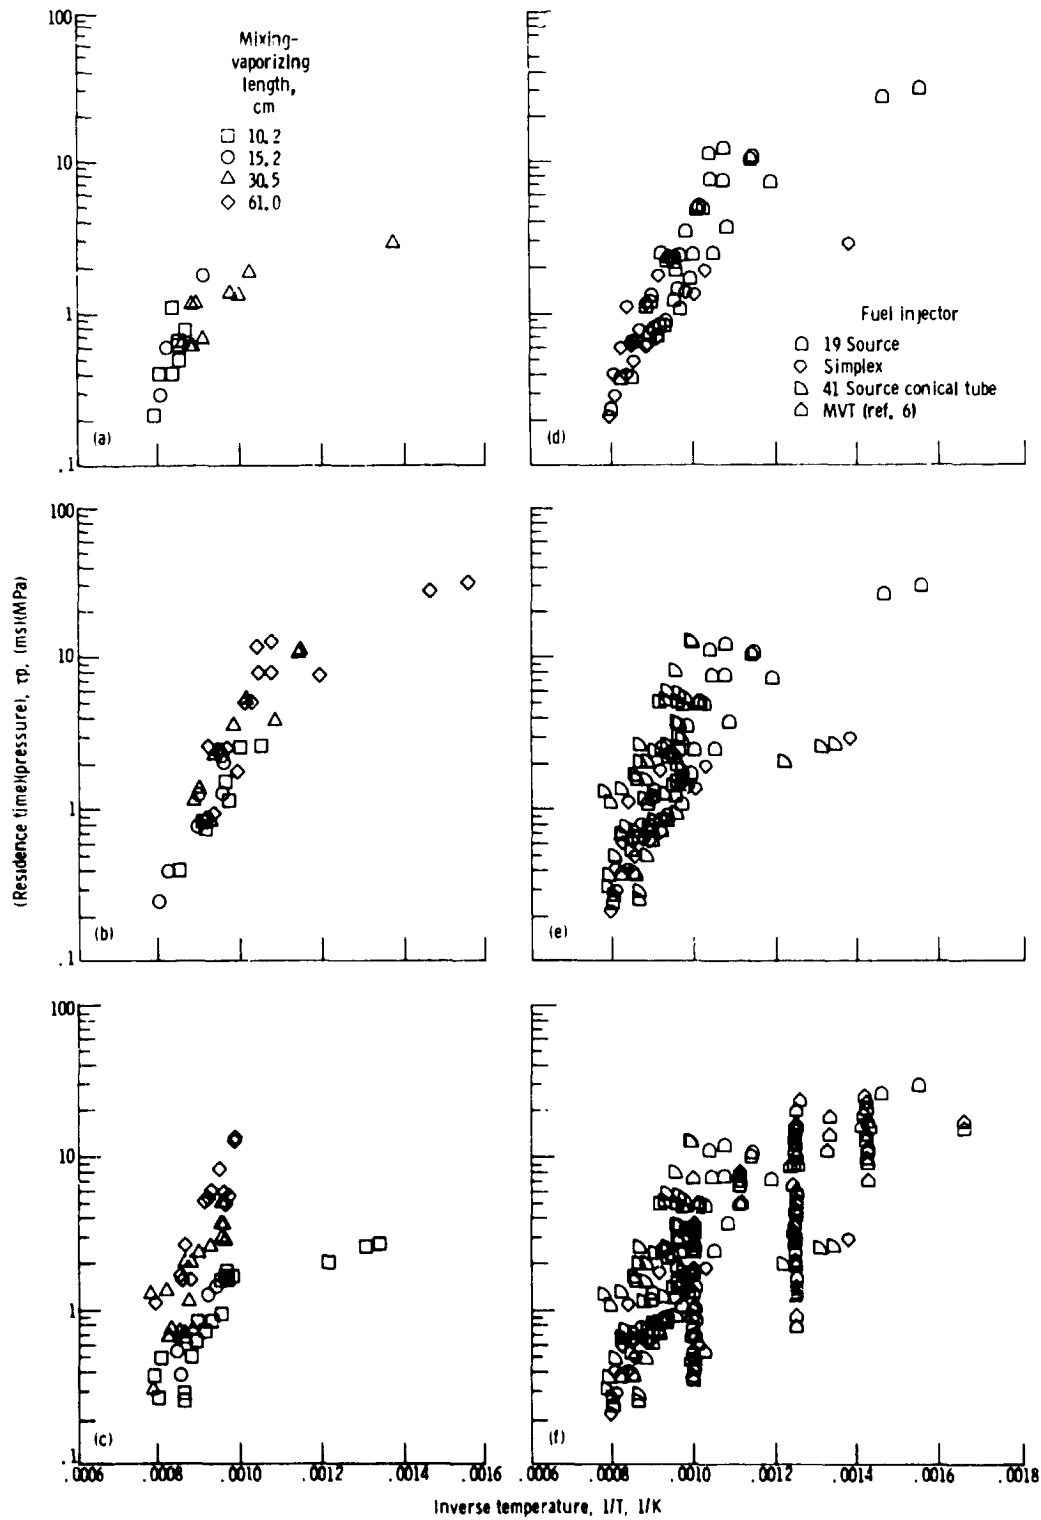 Mixing-
vaporizing
length,
cm
10.2
15.2
30.5
61.0
100
10
1
.1
(a)
Fuel injector
19 Source
Simplex
41 Source conical tube
MVT (ref. 6)
(d)
(Residence time)(pressure), τp, (ms)(MPa)
100
10
1
.1
(b)
(e)
100
10
1
.1
(c)
(f)
.0006 .0008 .0010 .0012 .0014 .0016
.0006 .0008 .0010 .0012 .0014 .0016 .0018
Inverse temperature, 1/T, 1/K